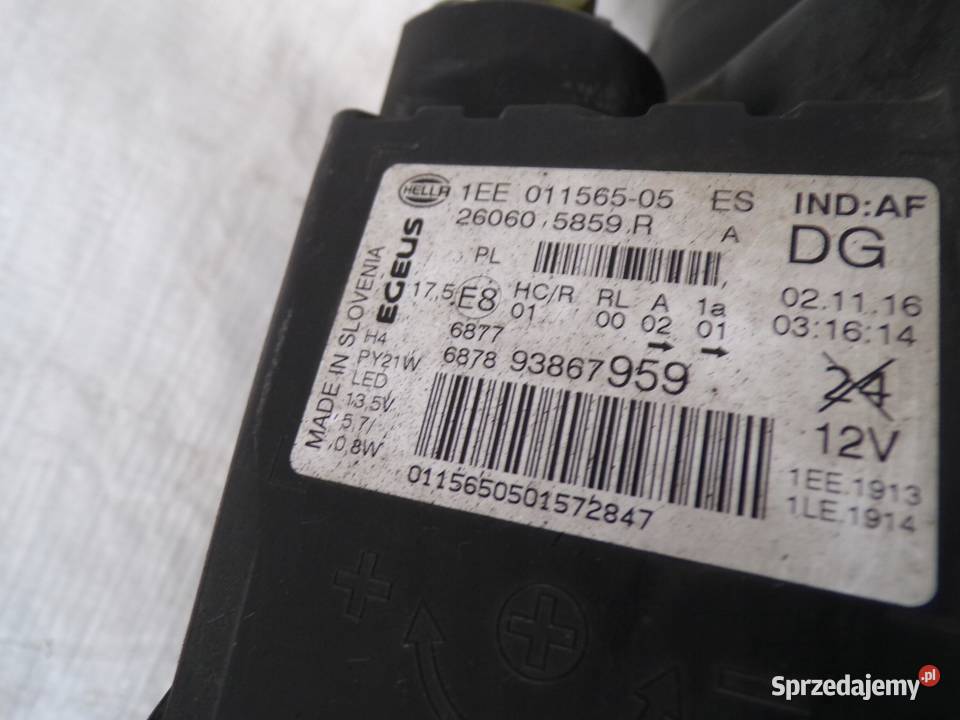 HELLA 1EE 011565-05 ES IND:AF
26060 5859 R A DG
PL
EGEUS
MADE IN SLOVENIA
17,5 E8 HC/R RL A 1a
01 00 02 01
02.11.16
03:16:14
6877
6878 93867959
H4
PY21W
LED
13,5V
5,7/
0,8W
24
12V
0115650501572847
1EE.1913
1LE.1914
Sprzedajemy.pl